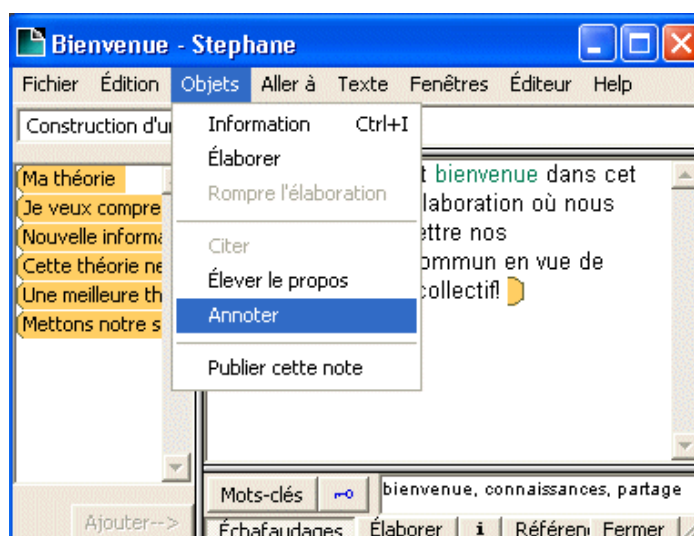 Bienvenue - Stephane
Fichier Édition Objets Aller à Texte Fenêtres Éditeur Help
Construction d'u
Information Ctrl+I
Élaborer
Rompre l'élaboration
Citer
Élever le propos
Annoter
Publier cette note
Ma théorie
Je veux compre
Nouvelle informa
Cette théorie ne
Une meilleure th
Mettons notre s
t bienvenue dans cet
laboration où nous
ettre nos
ommun en vue de
collectif!
Ajouter-->
Mots-clés bienvenue, connaissances, partage
Échafaudages Élaborer i Référen Fermer